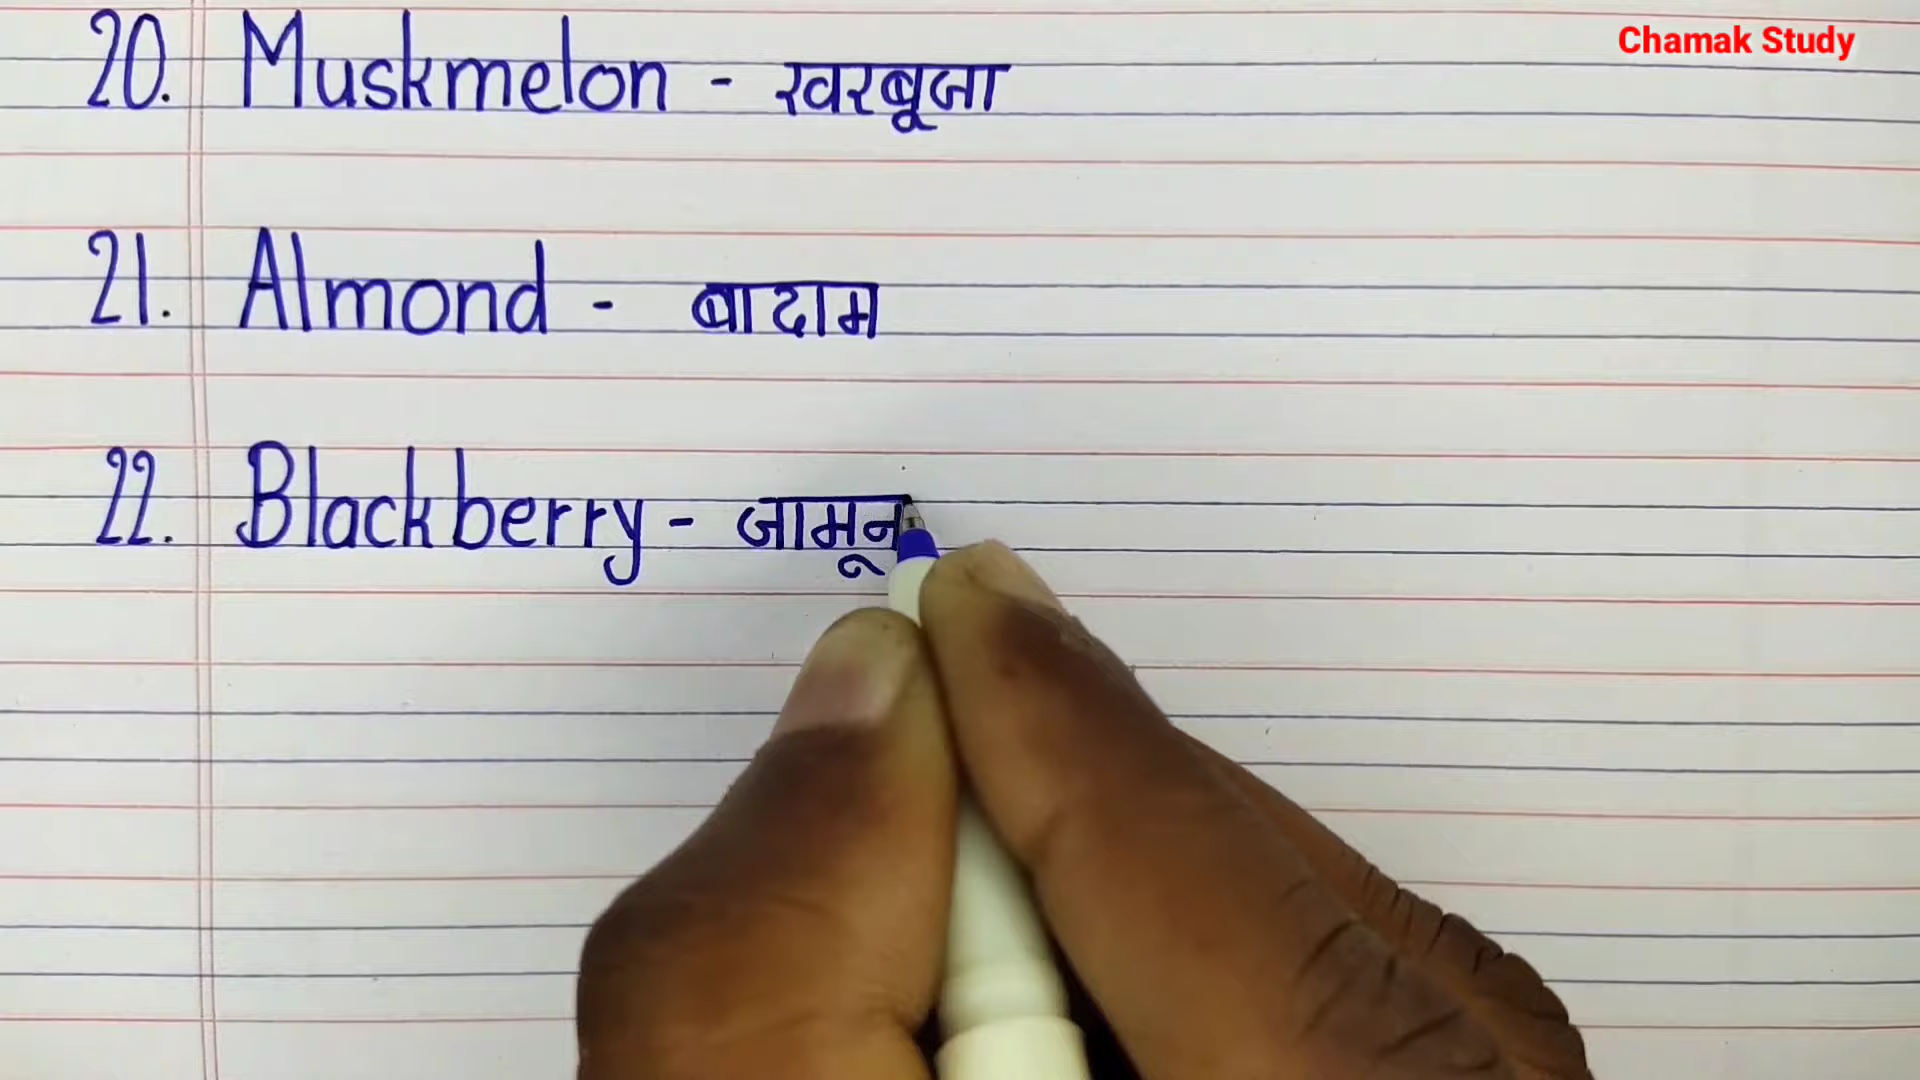 Chamak Study
20. Muskmelon - खरबूजा
21. Almond - बादाम
22. Blackberry - जामून